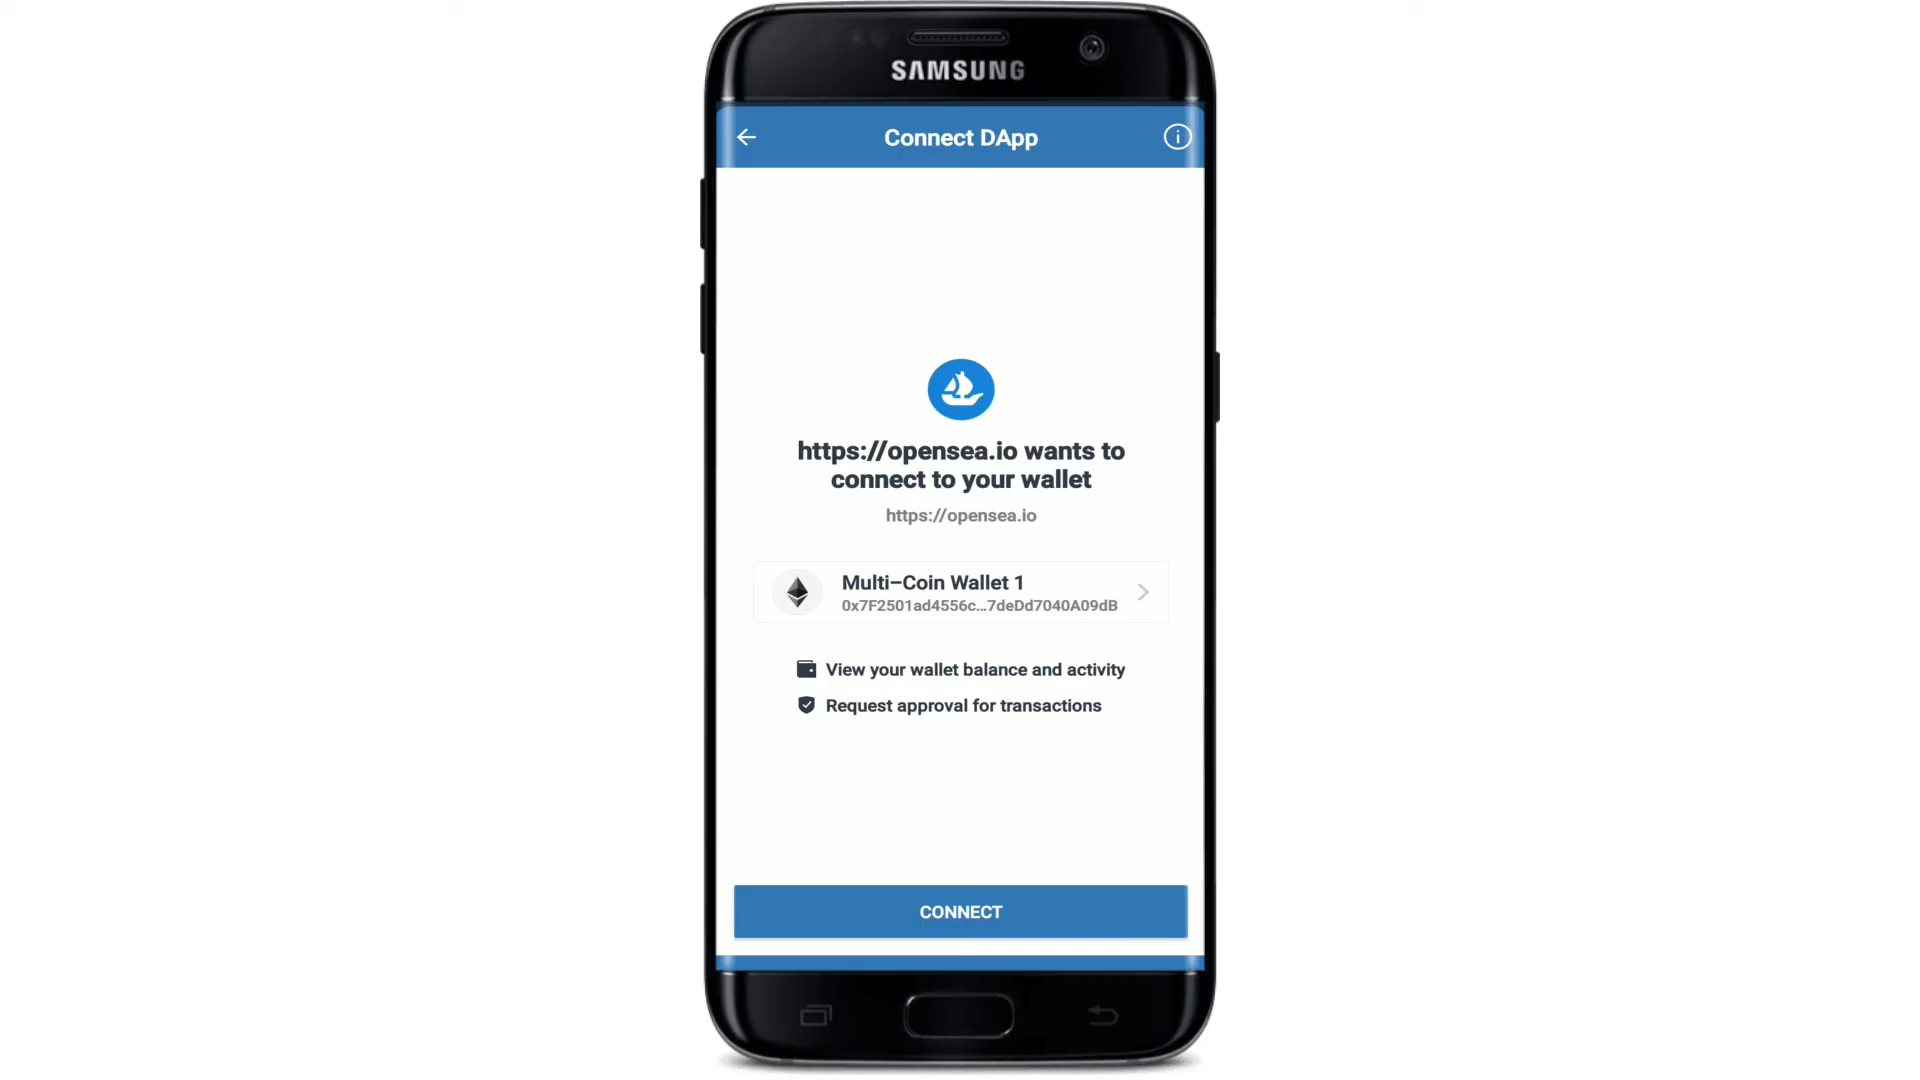 SAMSUNG
Connect DApp
https://opensea.io wants to
connect to your wallet
https://opensea.io
Multi-Coin Wallet 1
0x7F2501ad4556c...7deDd7040A09dB
View your wallet balance and activity
Request approval for transactions
CONNECT